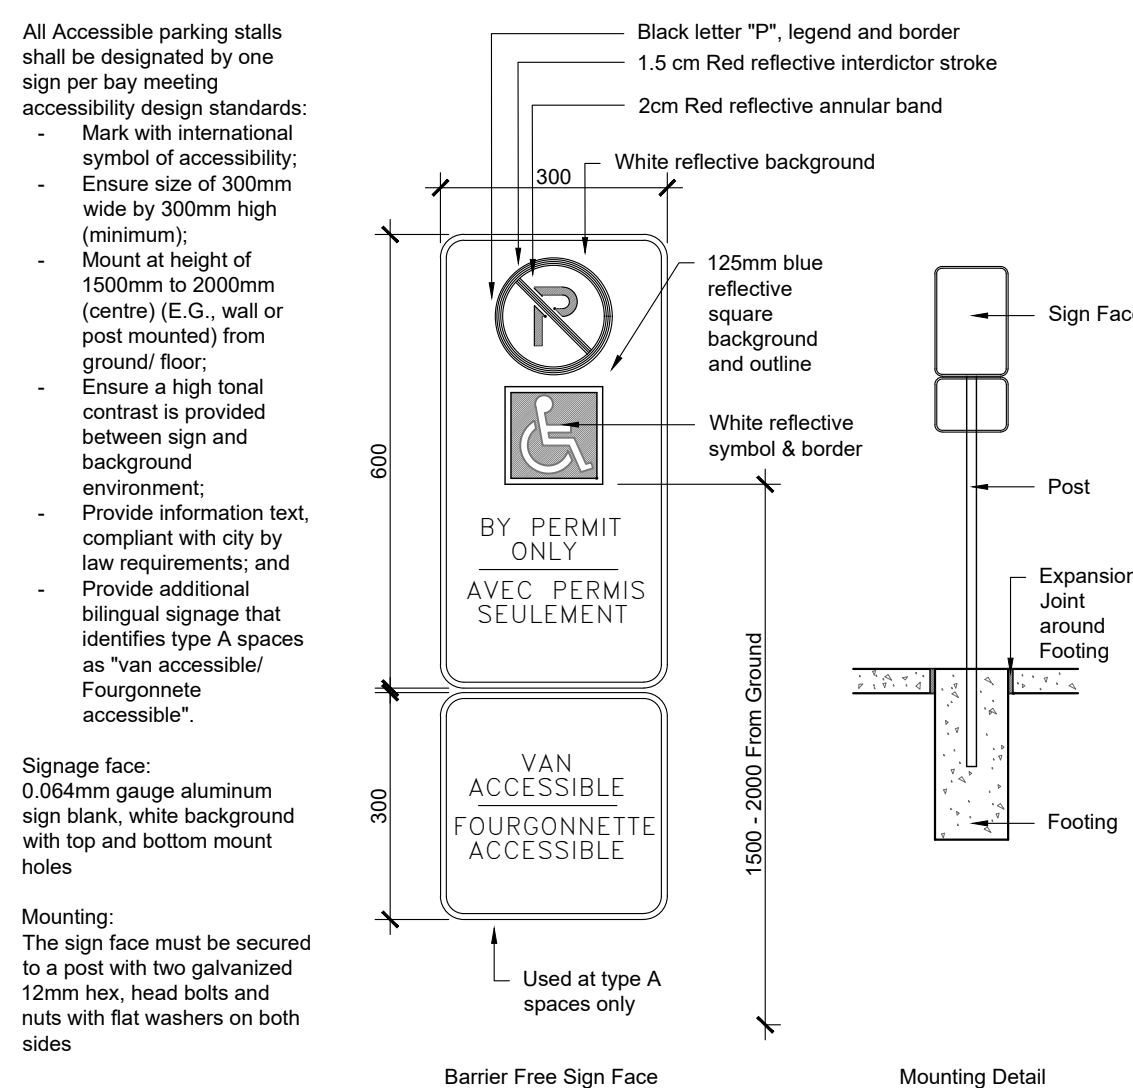 All Accessible parking stalls
shall be designated by one
sign per bay meeting
accessibility design standards:
- Mark with international
symbol of accessibility;
- Ensure size of 300mm
wide by 300mm high
(minimum);
- Mount at height of
1500mm to 2000mm
(centre) (E.G., wall or
post mounted) from
ground/ floor;
- Ensure a high tonal
contrast is provided
between sign and
background
environment;
- Provide information text,
compliant with city by
law requirements; and
- Provide additional
bilingual signage that
identifies type A spaces
as "van accessible/
Fourgonnete
accessible".
Signage face:
0.064mm gauge aluminum
sign blank, white background
with top and bottom mount
holes
Mounting:
The sign face must be secured
to a post with two galvanized
12mm hex, head bolts and
nuts with flat washers on both
sides
Black letter "P", legend and border
1.5 cm Red reflective interdictor stroke
2cm Red reflective annular band
White reflective background
300
600
300
P
125mm blue
reflective
square
background
and outline
White reflective
symbol & border
BY PERMIT
ONLY
AVEC PERMIS
SEULEMENT
VAN
ACCESSIBLE
FOURGONNETTE
ACCESSIBLE
1500 - 2000 From Ground
Used at type A
spaces only
Barrier Free Sign Face
Sign Fac
Post
Expansion
Joint
around
Footing
Footing
Mounting Detail